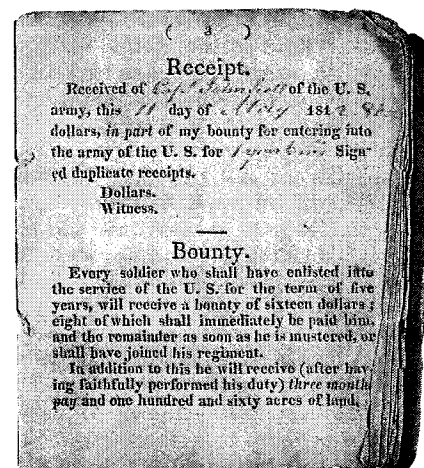 ( 3 )
Receipt.
Received of Capt John of the U. S.
army, this 11 day of May 1812 8
dollars, in part of my bounty for entering into
the army of the U. S. for Sign-
ed duplicate receipts.
Dollars.
Witness.
Bounty.
Every soldier who shall have enlisted into
the service of the U. S. for the term of five
years, will receive a bounty of sixteen dollars ;
eight of which shall immediately be paid him,
and the remainder as soon as he is mustered, or
shall have joined his regiment.
In addition to this he will receive (after hav-
ing faithfully performed his duty) three month
pay and one hundred and sixty acres of land.